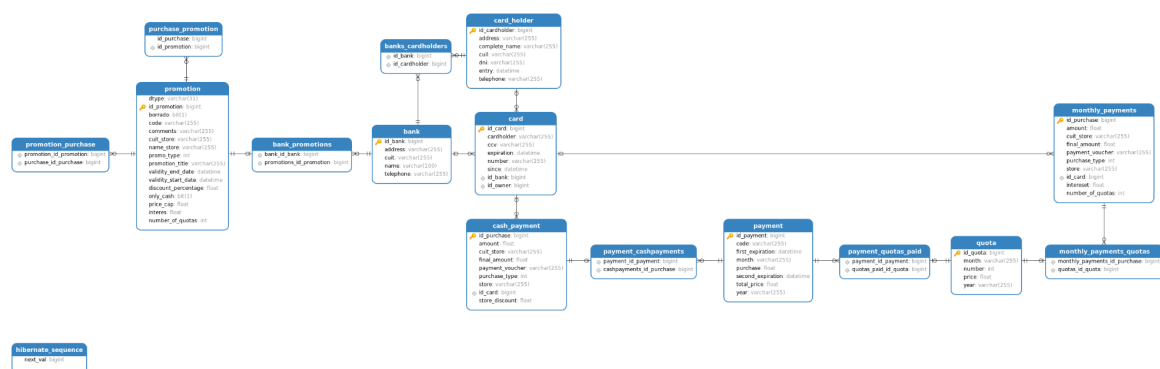 purchase_promotion
id_purchase: bigint
id_promotion: bigint
card_holder
id_cardholder: bigint
address: varchar(255)
complete_name: varchar(255)
cuil: varchar(255)
dni: varchar(255)
entry: datetime
telephone: varchar(255)
banks_cardholders
id_bank: bigint
id_cardholder: bigint
promotion
dtype: varchar(31)
id_promotion: bigint
borrado: bit(1)
code: varchar(255)
comments: varchar(255)
cuit_store: varchar(255)
name_store: varchar(255)
promo_type: int
promotion_title: varchar(255)
validity_end_date: datetime
validity_start_date: datetime
discount_percentage: float
only_cash: bit(1)
price_cap: float
interes: float
number_of_quotas: int
promotion_purchase
promotion_id_promotion: bigint
purchase_id_purchase: bigint
bank_promotions
bank_id_bank: bigint
promotions_id_promotion: bigint
bank
id_bank: bigint
address: varchar(255)
cuit: varchar(255)
name: varchar(100)
telephone: varchar(255)
card
id_card: bigint
cardholder: varchar(255)
ccv: varchar(255)
expiration: datetime
number: varchar(255)
since: datetime
id_bank: bigint
id_owner: bigint
monthly_payments
id_purchase: bigint
amount: float
cuit_store: varchar(255)
final_amount: float
payment_voucher: varchar(255)
purchase_type: int
store: varchar(255)
id_card: bigint
intereset: float
number_of_quotas: int
cash_payment
id_purchase: bigint
amount: float
cuit_store: varchar(255)
final_amount: float
payment_voucher: varchar(255)
purchase_type: int
store: varchar(255)
id_card: bigint
store_discount: float
payment_cashpayments
payment_id_payment: bigint
cashpayments_id_purchase: bigint
payment
id_payment: bigint
code: varchar(255)
first_expiration: datetime
month: varchar(255)
purchase: float
second_expiration: datetime
total_price: float
year: varchar(255)
payment_quotas_paid
payment_id_payment: bigint
quotas_paid_id_quota: bigint
quota
id_quota: bigint
month: varchar(255)
number: int
price: float
year: varchar(255)
monthly_payments_quotas
monthly_payments_id_purchase: bigint
quotas_id_quota: bigint
hibernate_sequence
next_val: bigint